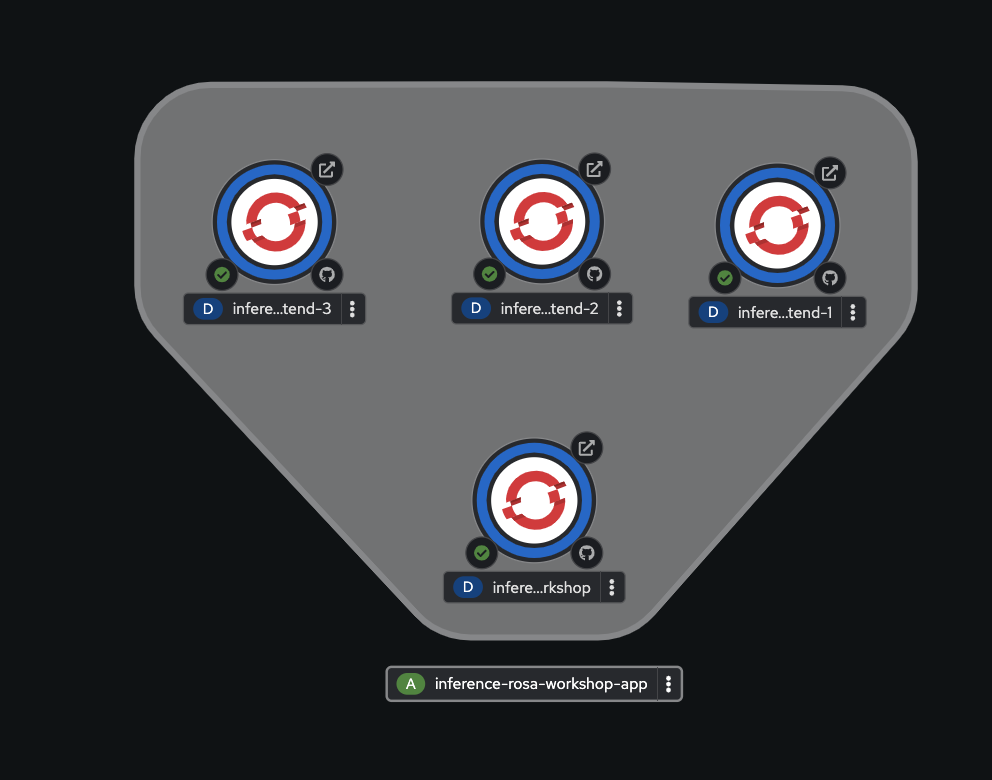 D infere...tend-3
D infere...tend-2
D infere...tend-1
D infere...rkshop
A inference-rosa-workshop-app